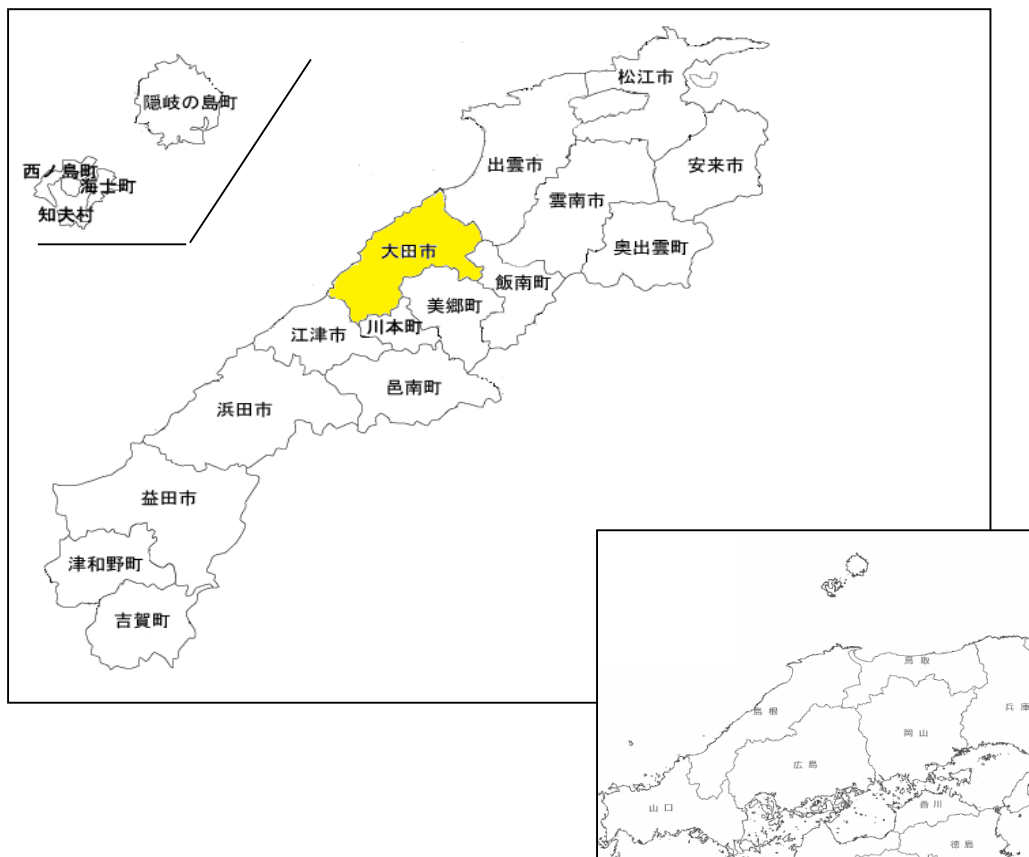 松江市
隠岐の島町
出雲市
安来市
西ノ島町
海士町
雲南市
知夫村
大田市
奥出雲町
飯南町
美郷町
川本町
江津市
邑南町
浜田市
益田市
津和野町
吉賀町
鳥取
島根
兵庫
岡山
広島
山口
香川
徳島